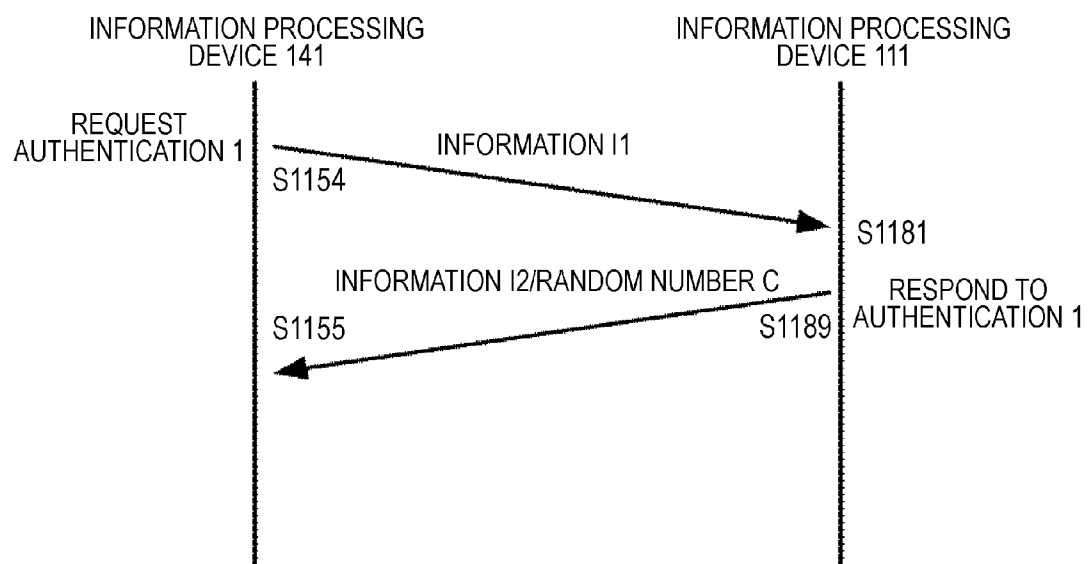 INFORMATION PROCESSING
DEVICE 141
INFORMATION PROCESSING
DEVICE 111
REQUEST
AUTHENTICATION 1
INFORMATION I1
S1154
S1181
INFORMATION I2/RANDOM NUMBER C
RESPOND TO
AUTHENTICATION 1
S1155
S1189